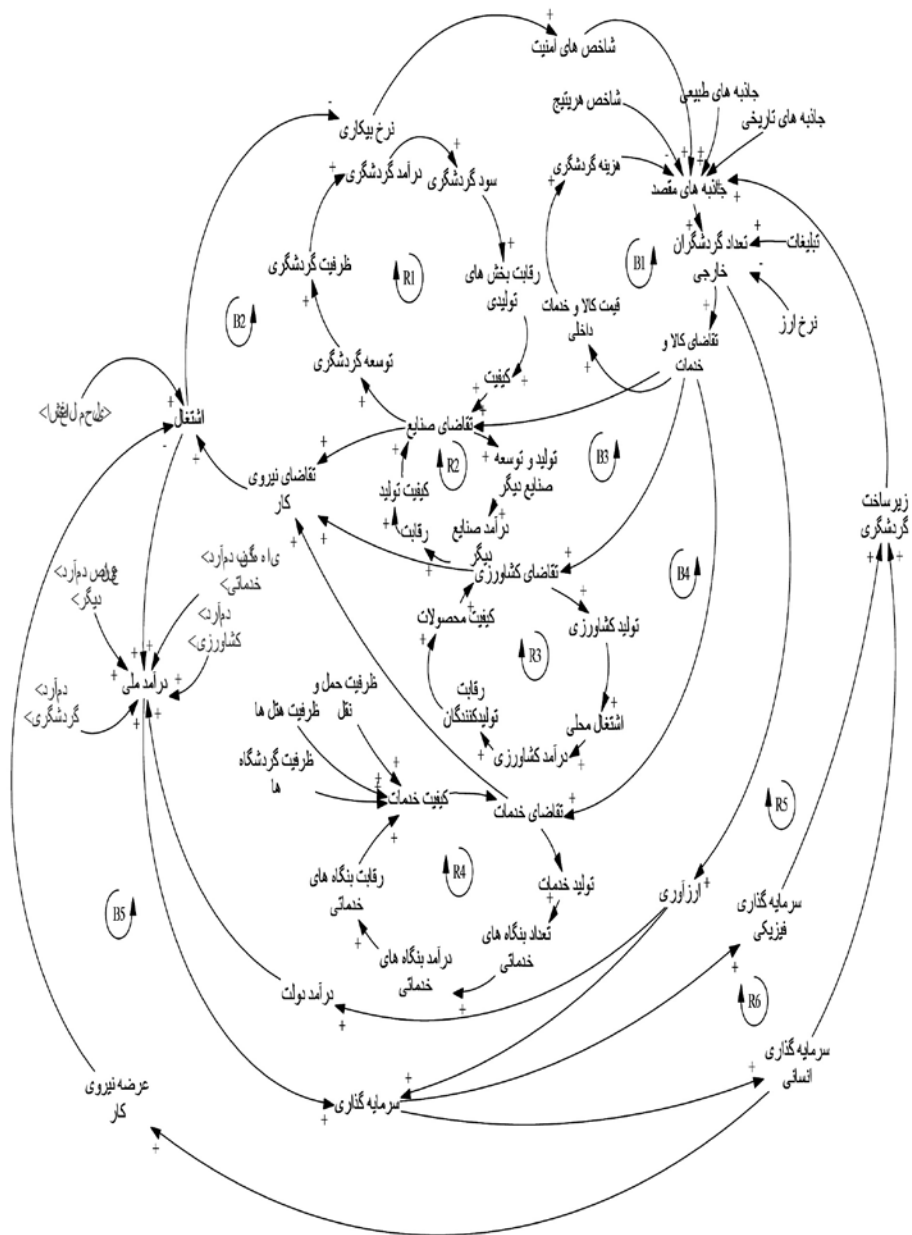 شاخص های امنیت
جاذبه های طبیعی
شاخص هریتیج
جاذبه های تاریخی
نرخ بیکاری
هزینه گردشگری
درآمد گردشگری
سود گردشگری
جاذبه های مقصد
تعداد گردشگران
خارجی
تبلیغات
R1
B1
ظرفیت گردشگری
رقابت بخش های
تولیدی
قیمت کالا و خدمات
داخلی
نرخ ارز
B2
تقاضای کالا و
خدمات
توسعه گردشگری
کیفیت
اشتغال
تقاضای صنایع
R2
B3
تولید و توسعه
صنایع دیگر
تقاضای نیروی
کار
کیفیت تولید
زیر ساخت
گردشگری
درآمد صنایع
دیگر
رقابت
تقاضای کشاورزی
B4
کیفیت محصولات
تولید کشاورزی
R3
درآمد ملی
رقابت
تولیدکنندگان
اشتغال محلی
درآمد کشاورزی
ظرفیت حمل و
نقل
ظرفیت هتل ها
ظرفیت گردشگاه
ها
کیفیت خدمات
تقاضای خدمات
R5
R4
رقابت بنگاه های
خدماتی
تولید خدمات
ارزآوری
سرمایه گذاری
فیزیکی
B5
تعداد بنگاه های
خدماتی
درآمد بنگاه های
خدماتی
درآمد دولت
R6
سرمایه گذاری
انسانی
عرضه نیروی
کار
سرمایه گذاری